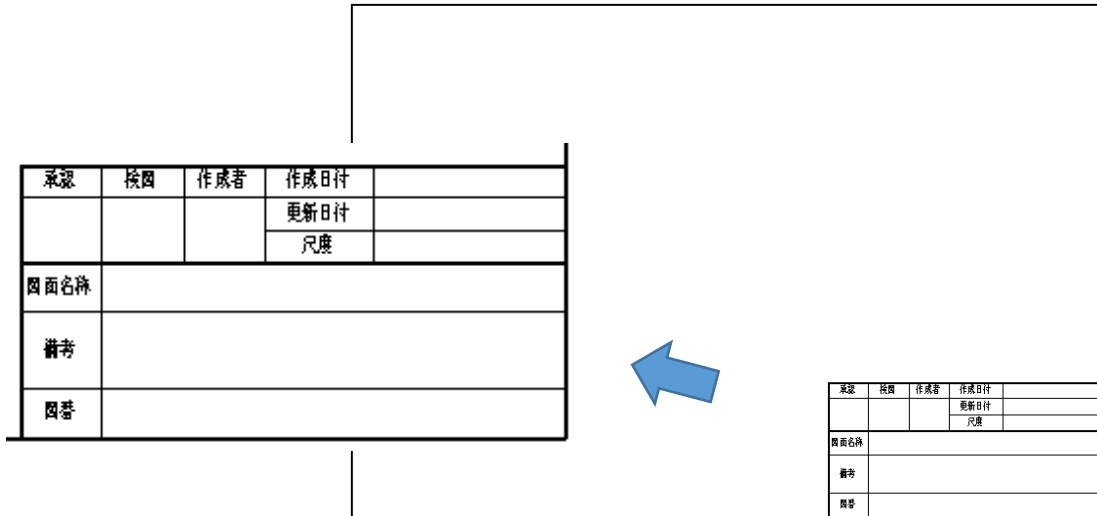 承認 検図 作成者 作成日付
更新日付
尺度
図面名称
備考
図番
承認 検図 作成者 作成日付
更新日付
尺度
図面名称
備考
図番